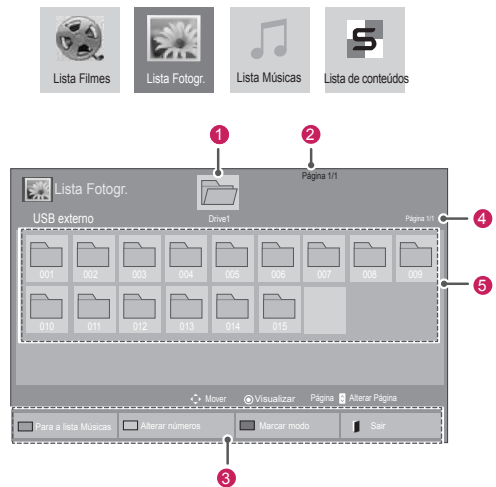 Lista Filmes
Lista Fotogr.
Lista Músicas
S
Lista de conteúdos
1
2
Página 1/1
Lista Fotogr.
USB externo
Drive1
Página 1/1
4
001 002 003 004 005 006 007 008 009
5
010 011 012 013 014 015
Mover
Visualizar
Página
Alterar Página
Para a lista Músicas
Alterar números
Marcar modo
Sair
3